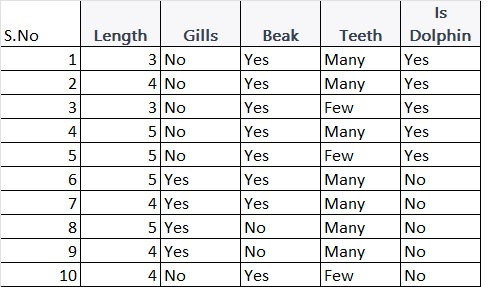 S.No Length Gills Beak Teeth Is Dolphin
1 3 No Yes Many Yes
2 4 No Yes Many Yes
3 3 No Yes Few Yes
4 5 No Yes Many Yes
5 5 No Yes Few Yes
6 5 Yes Yes Many No
7 4 Yes Yes Many No
8 5 Yes No Many No
9 4 Yes No Many No
10 4 No Yes Few No